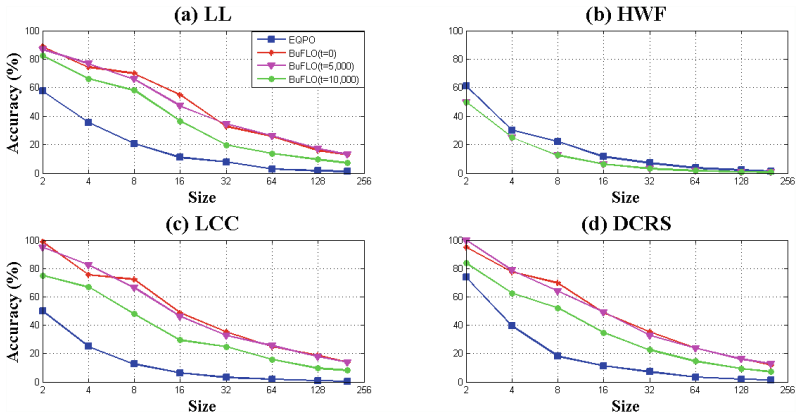 (a) LL
Accuracy (%)
100
80
60
40
20
0
2 4 8 16 32 64 128 256
Size
EQPO
BuFLO(t=0)
BuFLO(t=5,000)
BuFLO(t=10,000)
(b) HWF
100
80
60
40
20
0
2 4 8 16 32 64 128 256
Size
(c) LCC
Accuracy (%)
100
80
60
40
20
0
2 4 8 16 32 64 128 256
Size
(d) DCRS
100
80
60
40
20
0
2 4 8 16 32 64 128 256
Size